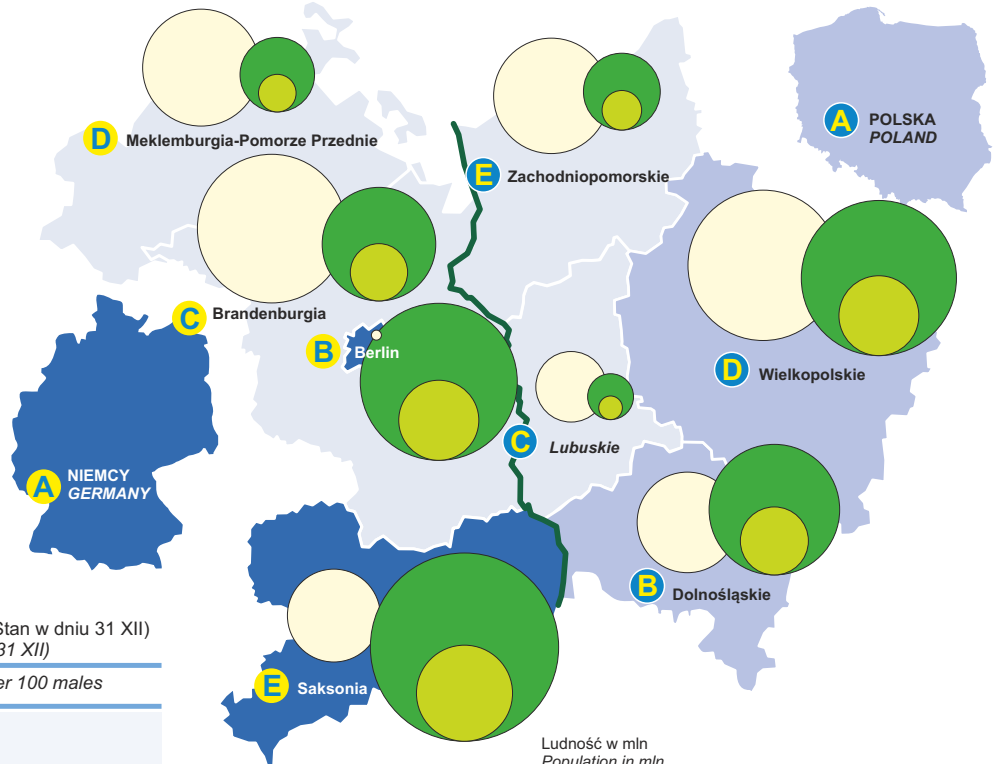 D
Meklemburgia-Pomorze Przednie
E
Zachodniopomorskie
A
POLSKA
POLAND
C
Brandenburgia
B
Berlin
D
Wielkopolskie
C
Lubuskie
A
NIEMCY
GERMANY
B
Dolnośląskie
E
Saksonia
Stan w dniu 31 XII)
31 XII)
er 100 males
Ludność w mln
Population in mln